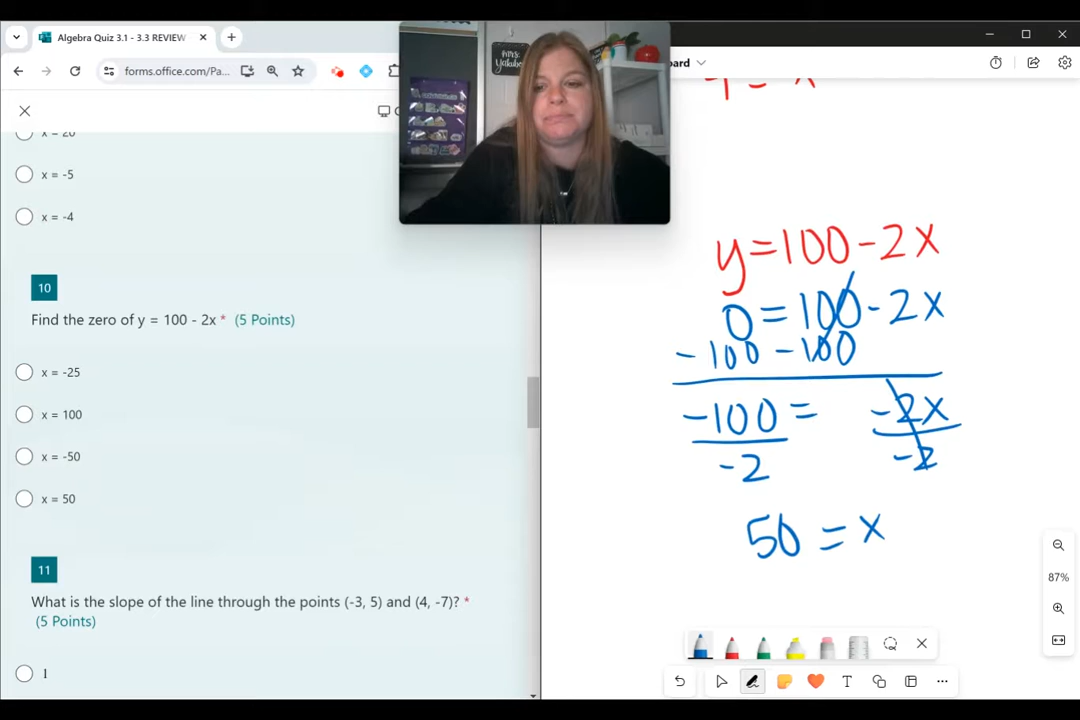 Algebra Quiz 3.1 - 3.3 REVIEW
forms.office.com/Pa...
x = 20
x = -5
x = -4
10
Find the zero of y = 100 - 2x * (5 Points)
x = -25
x = 100
x = -50
x = 50
11
What is the slope of the line through the points (-3, 5) and (4, -7)? *
(5 Points)
1
Mrs.
4 = x
y=100-2x
0 = 100-2x
-100 -100
-100 = -2x
-2 -2
50 = x
87%
T